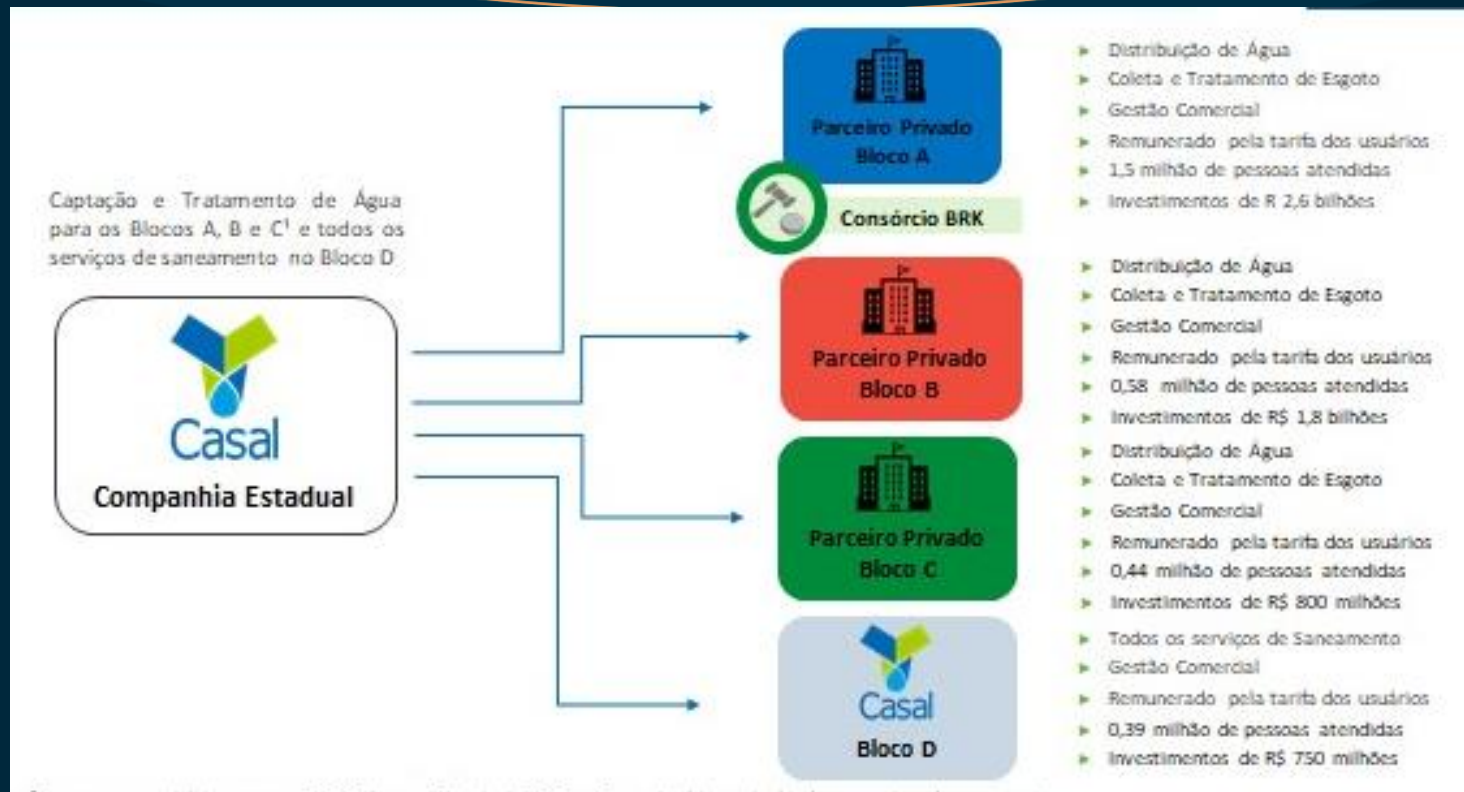 Captação e Tratamento de Água
para os Blocos A, B e C¹ e todos os
serviços de saneamento no Bloco D
Casal
Companhia Estadual
Parceiro Privado
Bloco A
Consórcio BRK
Distribuição de Água
Coleta e Tratamento de Esgoto
Gestão Comercial
Remunerado pela tarifa dos usuários
1,5 milhão de pessoas atendidas
Investimentos de R 2,6 bilhões
Parceiro Privado
Bloco B
Distribuição de Água
Coleta e Tratamento de Esgoto
Gestão Comercial
Remunerado pela tarifa dos usuários
0,58 milhão de pessoas atendidas
Investimentos de R$ 1,8 bilhões
Parceiro Privado
Bloco C
Distribuição de Água
Coleta e Tratamento de Esgoto
Gestão Comercial
Remunerado pela tarifa dos usuários
0,44 milhão de pessoas atendidas
Investimentos de R$ 800 milhões
Casal
Bloco D
Todos os serviços de Saneamento
Gestão Comercial
Remunerado pela tarifa dos usuários
0,39 milhão de pessoas atendidas
Investimentos de R$ 750 milhões